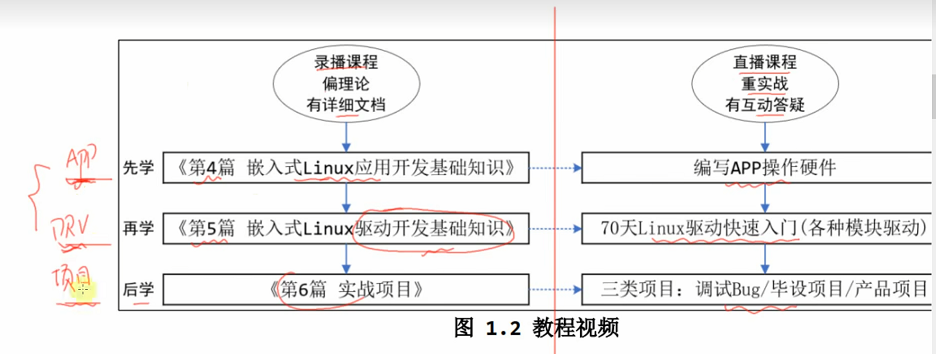 录播课程
偏理论
有详细文档
直播课程
重实战
有互动答疑
APP
先学
《第4篇 嵌入式Linux应用开发基础知识》
编写APP操作硬件
DRV
再学
《第5篇 嵌入式Linux驱动开发基础知识》
70天Linux驱动快速入门(各种模块驱动)
项目
后学
《第6篇 实战项目》
三类项目: 调试Bug/毕设项目/产品项目
图 1.2 教程视频